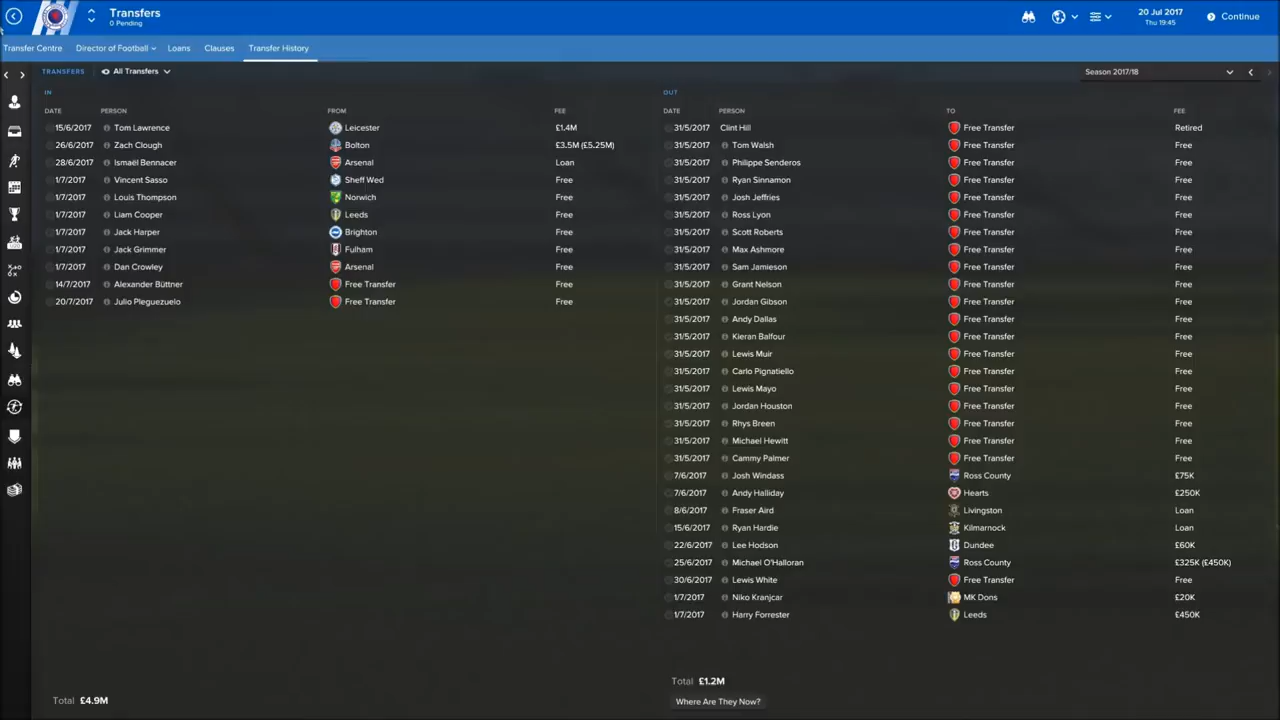 Transfers
0 Pending
20 Jul 2017
Thu 19:45
Continue
Transfer Centre Director of Football Loans Clauses Transfer History
TRANSFERS All Transfers Season 2017/18
IN
DATE PERSON FROM FEE
15/6/2017 Tom Lawrence Leicester £1.4M
26/6/2017 Zach Clough Bolton £3.5M (£5.25M)
28/6/2017 Ismaël Bennacer Arsenal Loan
1/7/2017 Vincent Sasso Sheff Wed Free
1/7/2017 Louis Thompson Norwich Free
1/7/2017 Liam Cooper Leeds Free
1/7/2017 Jack Harper Brighton Free
1/7/2017 Jack Grimmer Fulham Free
1/7/2017 Dan Crowley Arsenal Free
14/7/2017 Alexander Büttner Free Transfer Free
20/7/2017 Julio Pleguezuelo Free Transfer Free
Total £4.9M
OUT
DATE PERSON TO FEE
31/5/2017 Clint Hill Free Transfer Retired
31/5/2017 Tom Walsh Free Transfer Free
31/5/2017 Philippe Senderos Free Transfer Free
31/5/2017 Ryan Sinnamon Free Transfer Free
31/5/2017 Josh Jeffries Free Transfer Free
31/5/2017 Ross Lyon Free Transfer Free
31/5/2017 Scott Roberts Free Transfer Free
31/5/2017 Max Ashmore Free Transfer Free
31/5/2017 Sam Jamieson Free Transfer Free
31/5/2017 Grant Nelson Free Transfer Free
31/5/2017 Jordan Gibson Free Transfer Free
31/5/2017 Andy Dallas Free Transfer Free
31/5/2017 Kieran Balfour Free Transfer Free
31/5/2017 Lewis Muir Free Transfer Free
31/5/2017 Carlo Pignatiello Free Transfer Free
31/5/2017 Lewis Mayo Free Transfer Free
31/5/2017 Jordan Houston Free Transfer Free
31/5/2017 Rhys Breen Free Transfer Free
31/5/2017 Michael Hewitt Free Transfer Free
31/5/2017 Cammy Palmer Free Transfer Free
7/6/2017 Josh Windass Ross County £75K
7/6/2017 Andy Halliday Hearts £250K
8/6/2017 Fraser Aird Livingston Loan
15/6/2017 Ryan Hardie Kilmarnock Loan
22/6/2017 Lee Hodson Dundee £60K
25/6/2017 Michael O'Halloran Ross County £325K (£450K)
30/6/2017 Lewis White Free Transfer Free
1/7/2017 Niko Kranjcar MK Dons £20K
1/7/2017 Harry Forrester Leeds £450K
Total £1.2M
Where Are They Now?